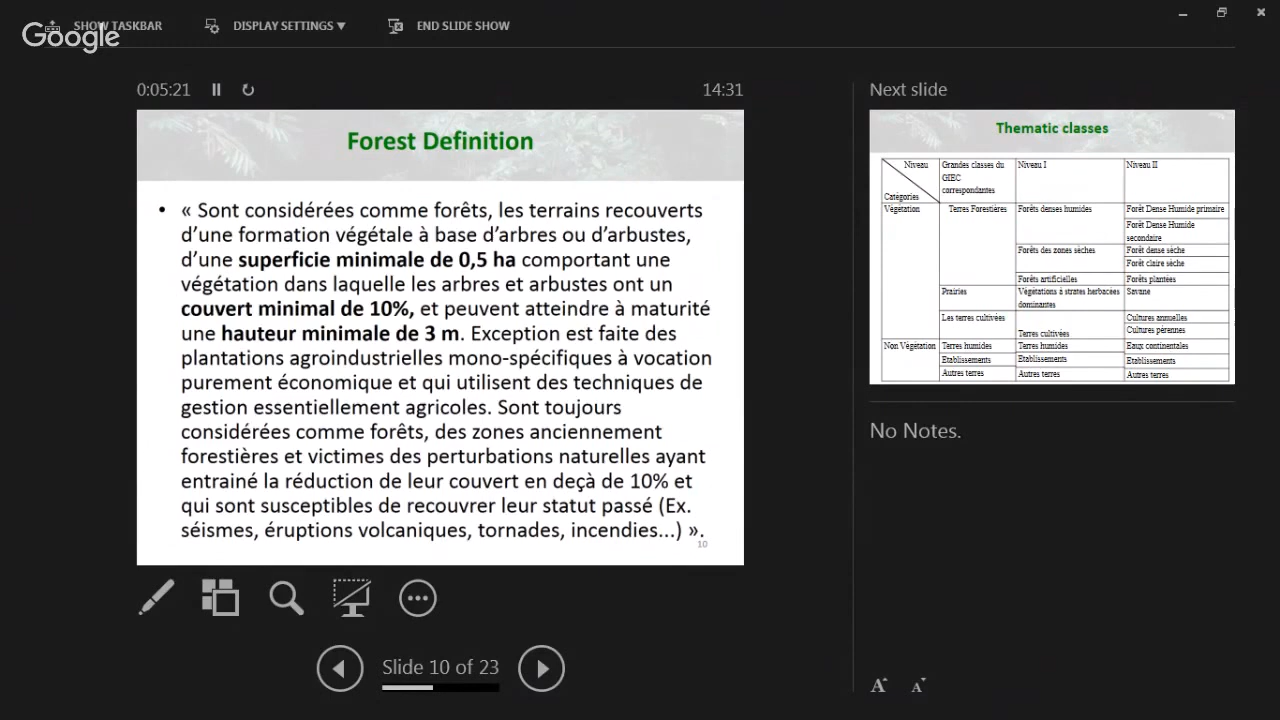 SHOW TASKBAR
DISPLAY SETTINGS
END SLIDE SHOW
Google
0:05:21
14:31
Forest Definition
• « Sont considérées comme forêts, les terrains recouverts
d’une formation végétale à base d’arbres ou d’arbustes,
d’une superficie minimale de 0,5 ha comportant une
végétation dans laquelle les arbres et arbustes ont un
couvert minimal de 10%, et peuvent atteindre à maturité
une hauteur minimale de 3 m. Exception est faite des
plantations agroindustrielles mono-spécifiques à vocation
purement économique et qui utilisent des techniques de
gestion essentiellement agricoles. Sont toujours
considérées comme forêts, des zones anciennement
forestières et victimes des perturbations naturelles ayant
entrainé la réduction de leur couvert en deçà de 10% et
qui sont susceptibles de recouvrer leur statut passé (Ex.
séismes, éruptions volcaniques, tornades, incendies...) ».
10
Slide 10 of 23
Next slide
Thematic classes
Niveau
Catégories
Grandes classes du
GIEC
correspondantes
Niveau I
Niveau II
Végétation
Terres Forestières
Forêts denses humides
Forêt Dense Humide primaire
Forêt Dense Humide
secondaire
Forêts des zones sèches
Forêt dense sèche
Forêt claire sèche
Forêts artificielles
Forêts plantées
Prairies
Végétations à strates herbacées
dominantes
Savane
Les terres cultivées
Terres cultivées
Cultures annuelles
Cultures pérennes
Non Végétation
Terres humides
Terres humides
Eaux continentales
Etablissements
Etablissements
Etablissements
Autres terres
Autres terres
Autres terres
No Notes.
A
A